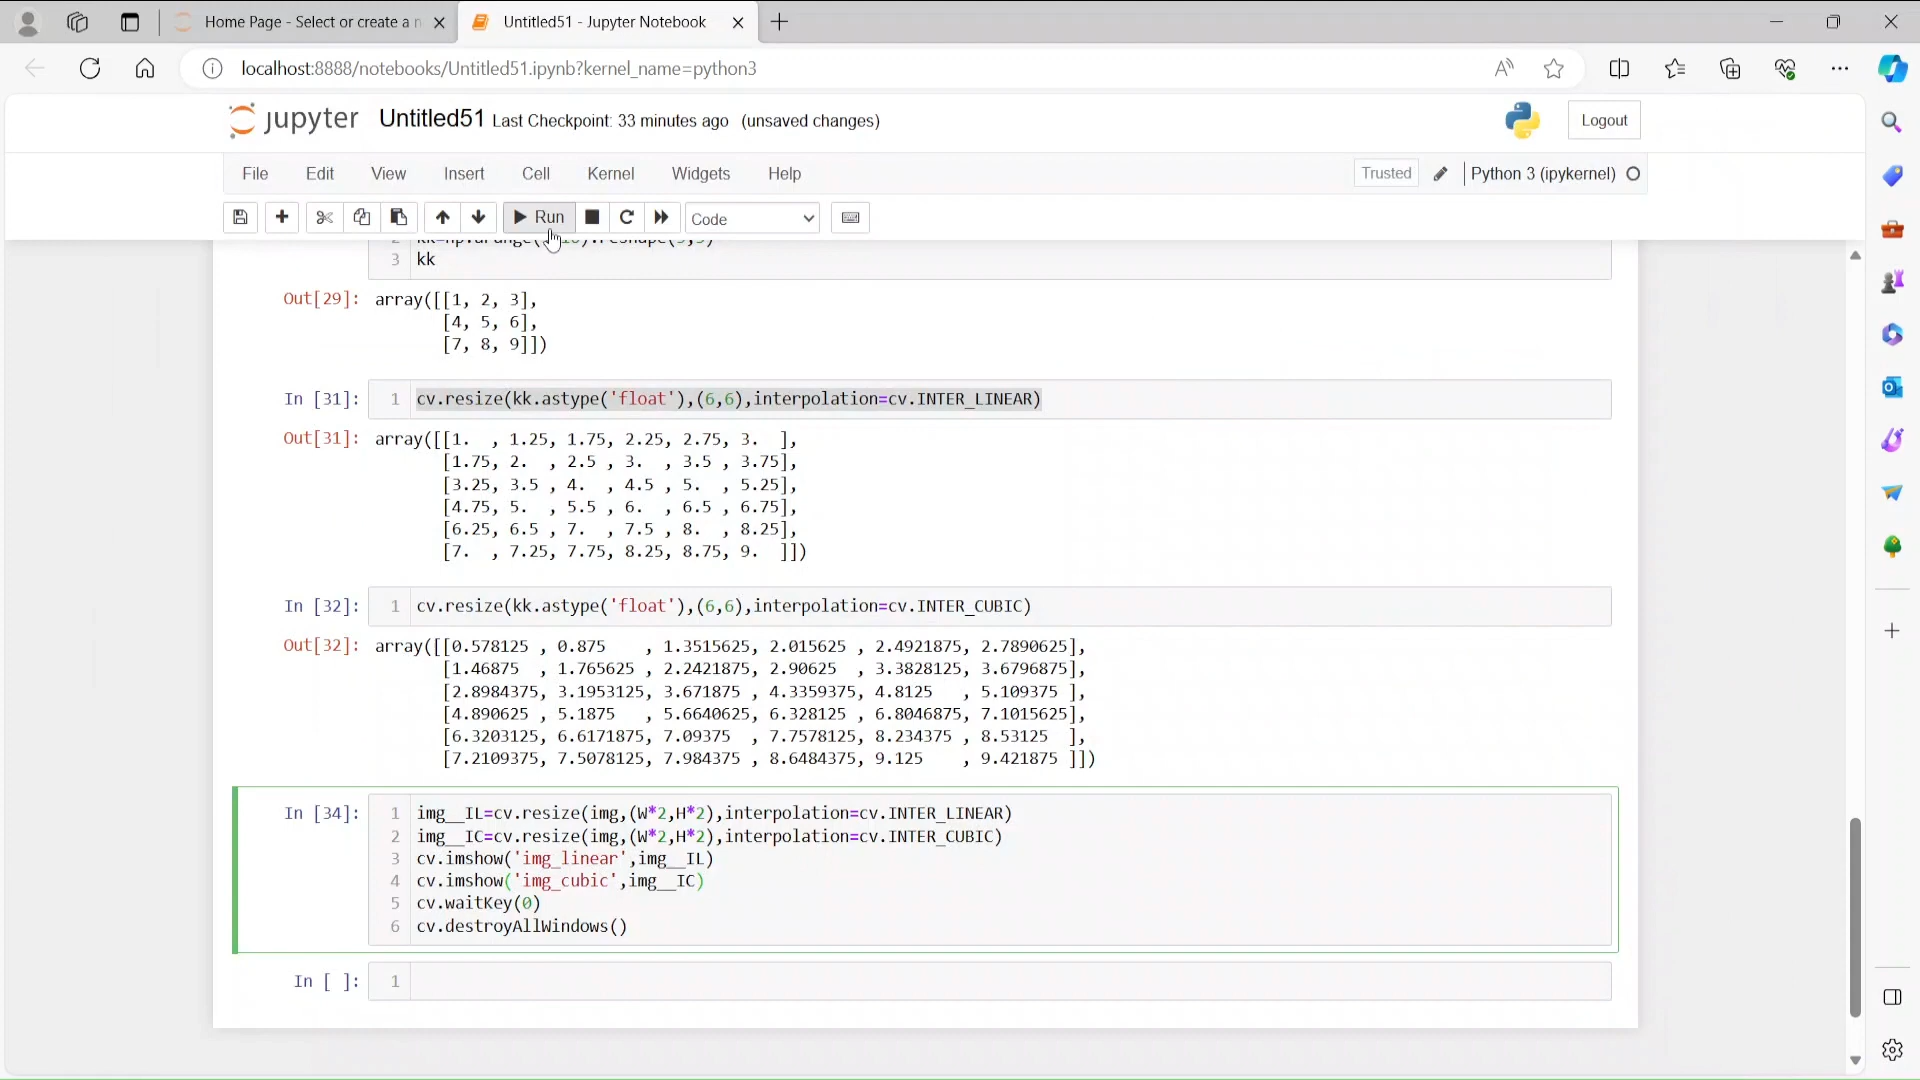 Home Page - Select or create a n
Untitled51 - Jupyter Notebook
localhost:8888/notebooks/Untitled51.ipynb?kernel_name=python3
jupyter Untitled51 Last Checkpoint: 33 minutes ago (unsaved changes)
Logout
File Edit View Insert Cell Kernel Widgets Help
Trusted Python 3 (ipykernel)
Run Code
3 kk
Out[29]: array([[1, 2, 3],
[4, 5, 6],
[7, 8, 9]])
In [31]: 1 cv.resize(kk.astype('float'),(6,6),interpolation=cv.INTER_LINEAR)
Out[31]: array([[1. , 1.25, 1.75, 2.25, 2.75, 3. ],
[1.75, 2. , 2.5 , 3. , 3.5 , 3.75],
[3.25, 3.5 , 4. , 4.5 , 5. , 5.25],
[4.75, 5. , 5.5 , 6. , 6.5 , 6.75],
[6.25, 6.5 , 7. , 7.5 , 8. , 8.25],
[7. , 7.25, 7.75, 8.25, 8.75, 9. ]])
In [32]: 1 cv.resize(kk.astype('float'),(6,6),interpolation=cv.INTER_CUBIC)
Out[32]: array([[0.578125 , 0.875 , 1.3515625, 2.015625 , 2.4921875, 2.7890625],
[1.46875 , 1.765625 , 2.2421875, 2.90625 , 3.3828125, 3.6796875],
[2.8984375, 3.1953125, 3.671875 , 4.3359375, 4.8125 , 5.109375 ],
[4.890625 , 5.1875 , 5.6640625, 6.328125 , 6.8046875, 7.1015625],
[6.3203125, 6.6171875, 7.09375 , 7.7578125, 8.234375 , 8.53125 ],
[7.2109375, 7.5078125, 7.984375 , 8.6484375, 9.125 , 9.421875 ]])
In [34]: 1 img__IL=cv.resize(img,(W*2,H*2),interpolation=cv.INTER_LINEAR)
2 img__IC=cv.resize(img,(W*2,H*2),interpolation=cv.INTER_CUBIC)
3 cv.imshow('img_linear',img__IL)
4 cv.imshow('img_cubic',img__IC)
5 cv.waitKey(0)
6 cv.destroyAllWindows()
In [ ]: 1